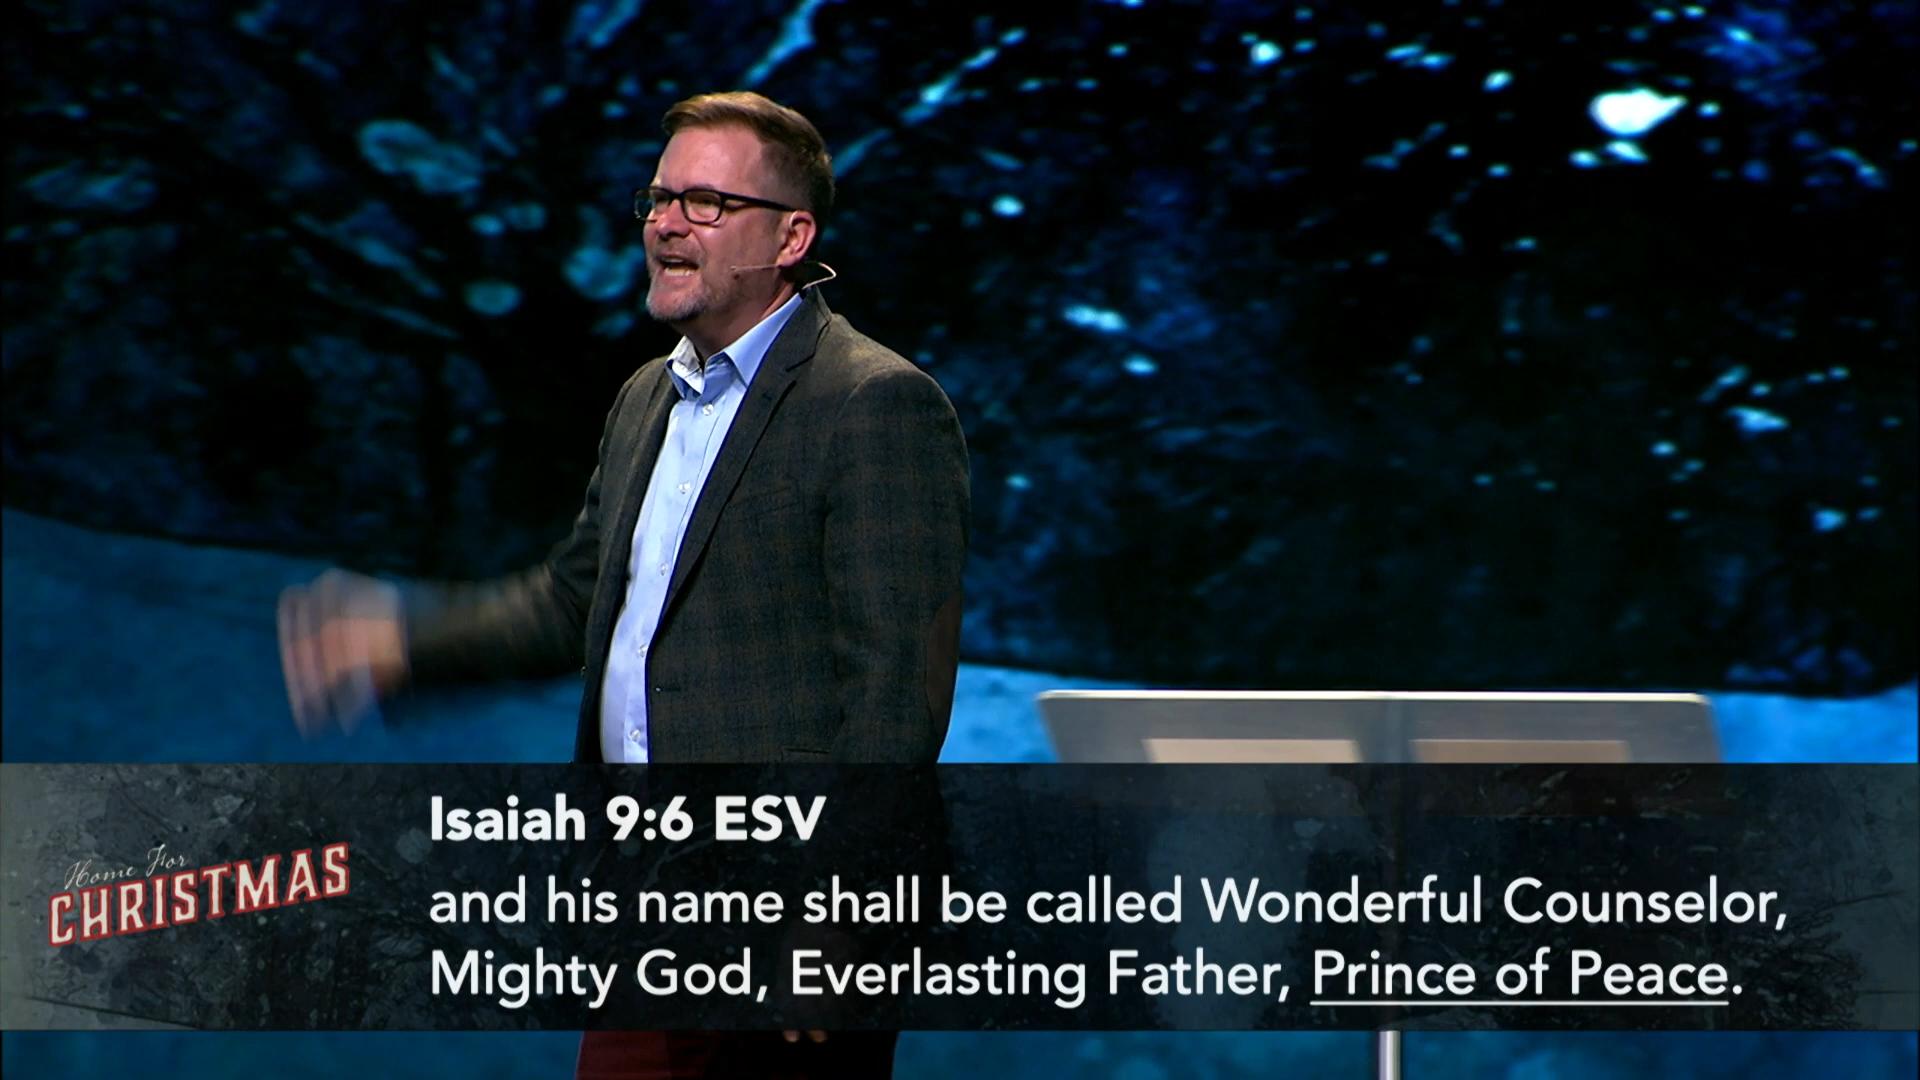 Home For
CHRISTMAS
Isaiah 9:6 ESV
and his name shall be called Wonderful Counselor,
Mighty God, Everlasting Father, Prince of Peace.